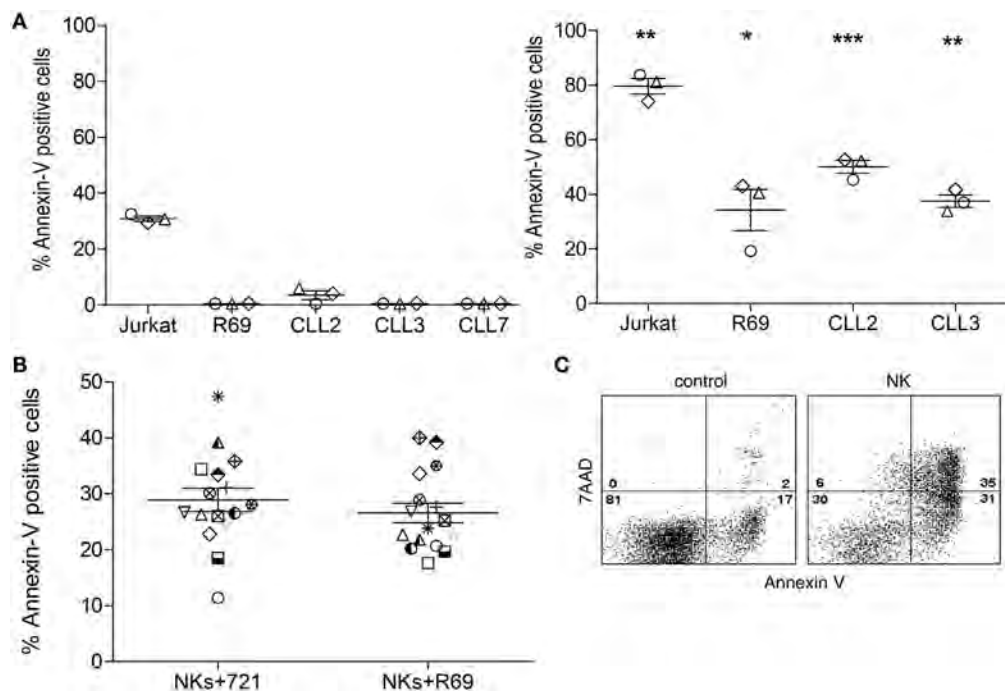 A
% Annexin-V positive cells
100
80
60
40
20
0
Jurkat R69 CLL2 CLL3 CLL7
% Annexin-V positive cells
100
80
60
40
20
0
** * *** **
Jurkat R69 CLL2 CLL3
B
% Annexin-V positive cells
50
40
30
20
10
0
NKs+721 NKs+R69
C
control NK
7AAD
0 2
81 17
6 35
30 31
Annexin V